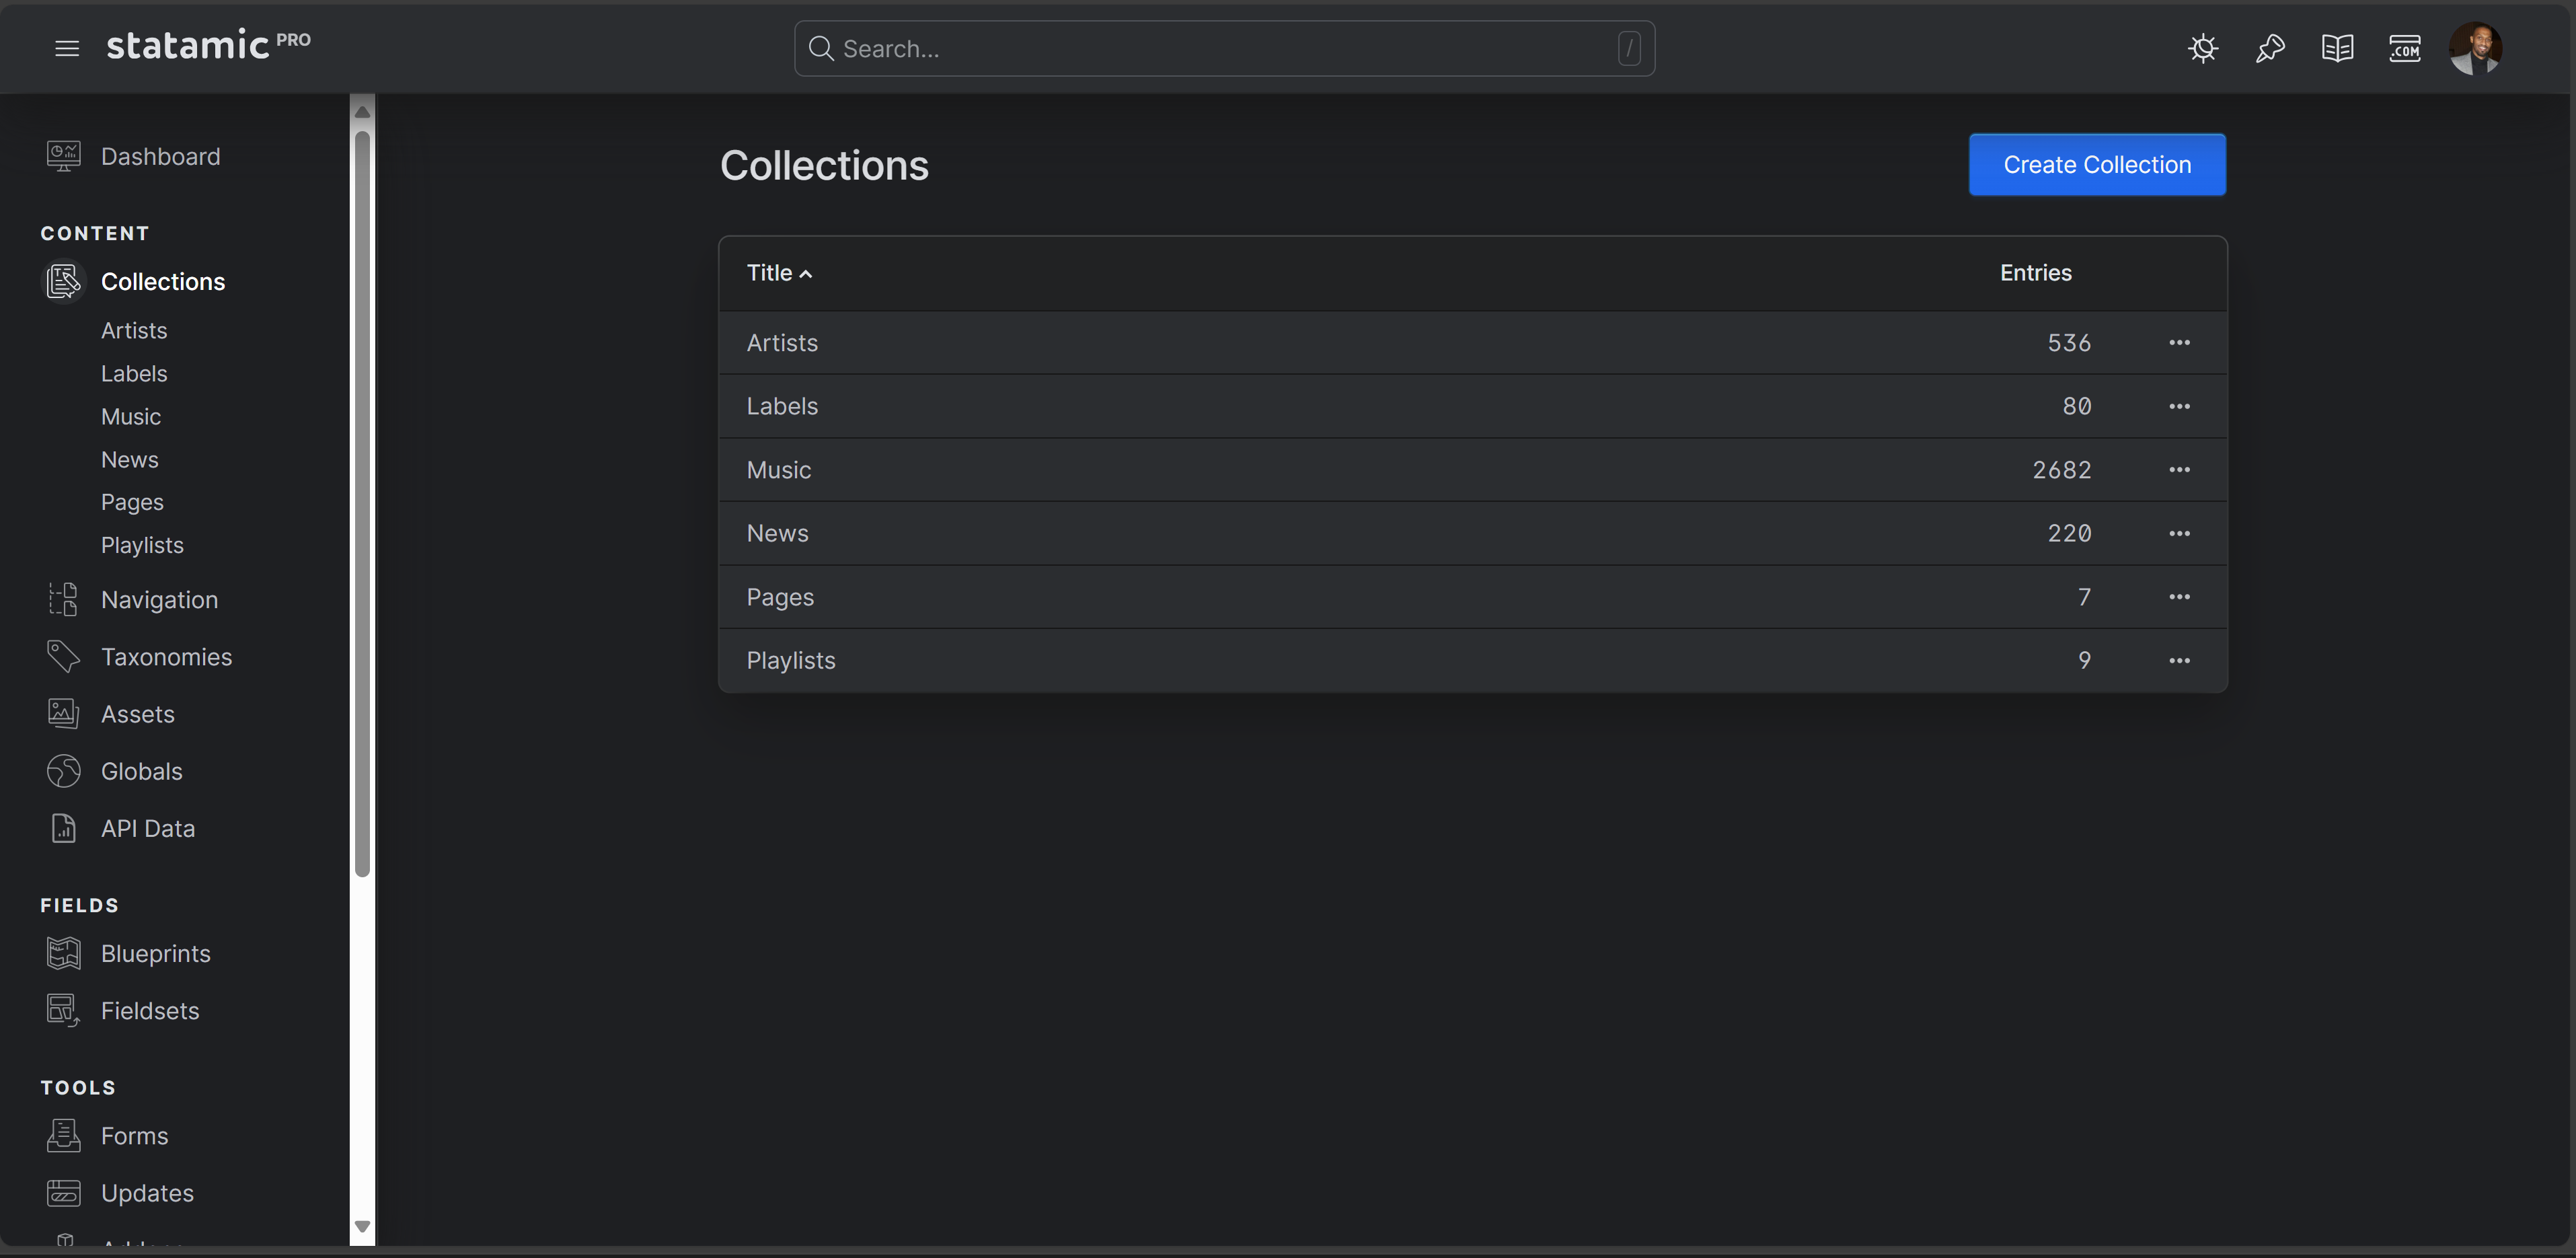 statamic PRO
Search...
/
.COM
Dashboard
CONTENT
Collections
Artists
Labels
Music
News
Pages
Playlists
Navigation
Taxonomies
Assets
Globals
API Data
FIELDS
Blueprints
Fieldsets
TOOLS
Forms
Updates
Collections
Create Collection
Title Entries
Artists 536
Labels 80
Music 2682
News 220
Pages 7
Playlists 9